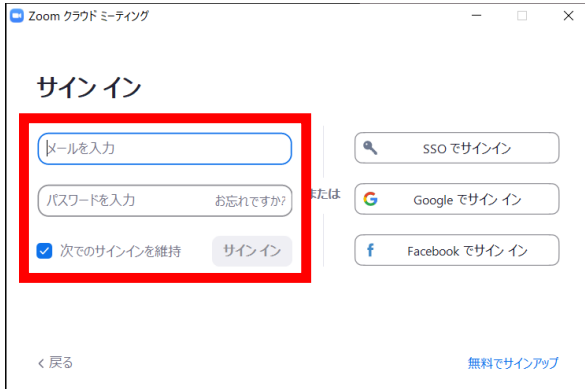 Zoom クラウド ミーティング
サイン イン
メールを入力
パスワードを入力 お忘れですか?
次でのサインインを維持 サイン イン
または
SSO でサインイン
Google でサイン イン
Facebook でサイン イン
戻る
無料でサインアップ